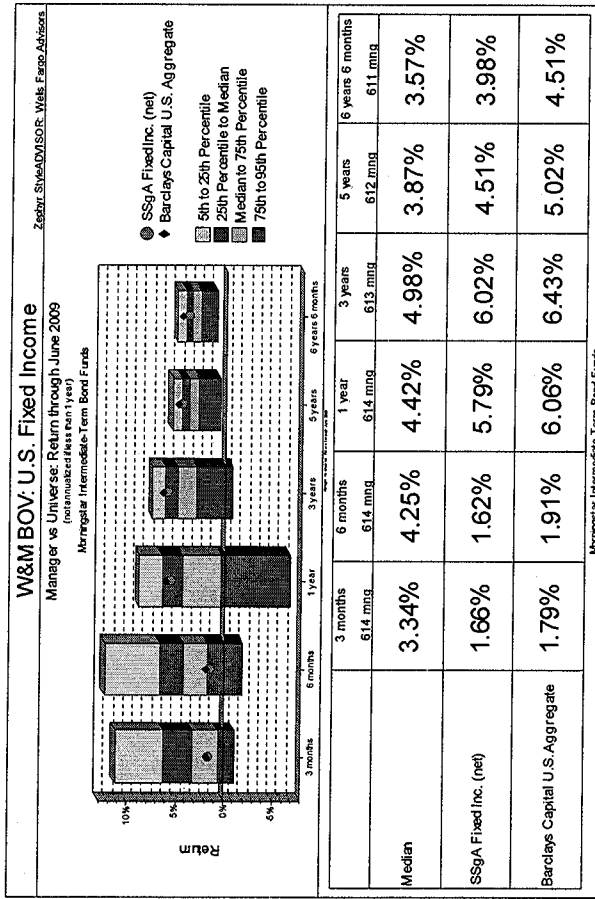 W&M BOV: U.S. Fixed Income
Zephyr StyleADVISOR: Wells Fargo Advisors
Manager vs Universe: Return through June 2009
(not annualized if less than 1 year)
Morningstar Intermediate-Term Bond Funds
SSgA Fixed Inc. (net)
Barclays Capital U.S. Aggregate
5th to 25th Percentile
25th Percentile to Median
Median to 75th Percentile
75th to 95th Percentile
Return
10%
5%
0%
-5%
3 months 6 months 1 year 3 years 5 years 6 years 6 months
3 months 6 months 1 year 3 years 5 years 6 years 6 months
614 mng 614 mng 614 mng 613 mng 612 mng 611 mng
Median 3.34% 4.25% 4.42% 4.98% 3.87% 3.57%
SSgA Fixed Inc. (net) 1.66% 1.62% 5.79% 6.02% 4.51% 3.98%
Barclays Capital U.S. Aggregate 1.79% 1.91% 6.06% 6.43% 5.02% 4.51%
Morningstar Intermediate-Term Bond Funds